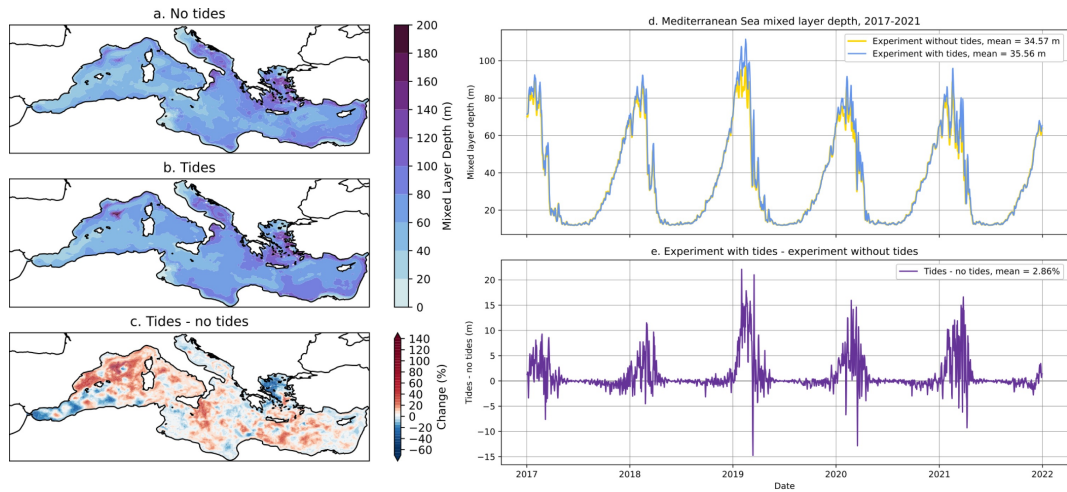 a. No tides
b. Tides
c. Tides - no tides
200
180
160
140
120
100
80
60
40
20
0
Mixed Layer Depth (m)
140
120
100
80
60
40
20
0
−20
−40
−60
Change (%)
d. Mediterranean Sea mixed layer depth, 2017-2021
Experiment without tides, mean = 34.57 m
Experiment with tides, mean = 35.56 m
100
80
60
40
20
Mixed layer depth (m)
e. Experiment with tides - experiment without tides
Tides - no tides, mean = 2.86%
20
15
10
5
0
−5
−10
−15
Tides - no tides (m)
2017 2018 2019 2020 2021 2022
Date